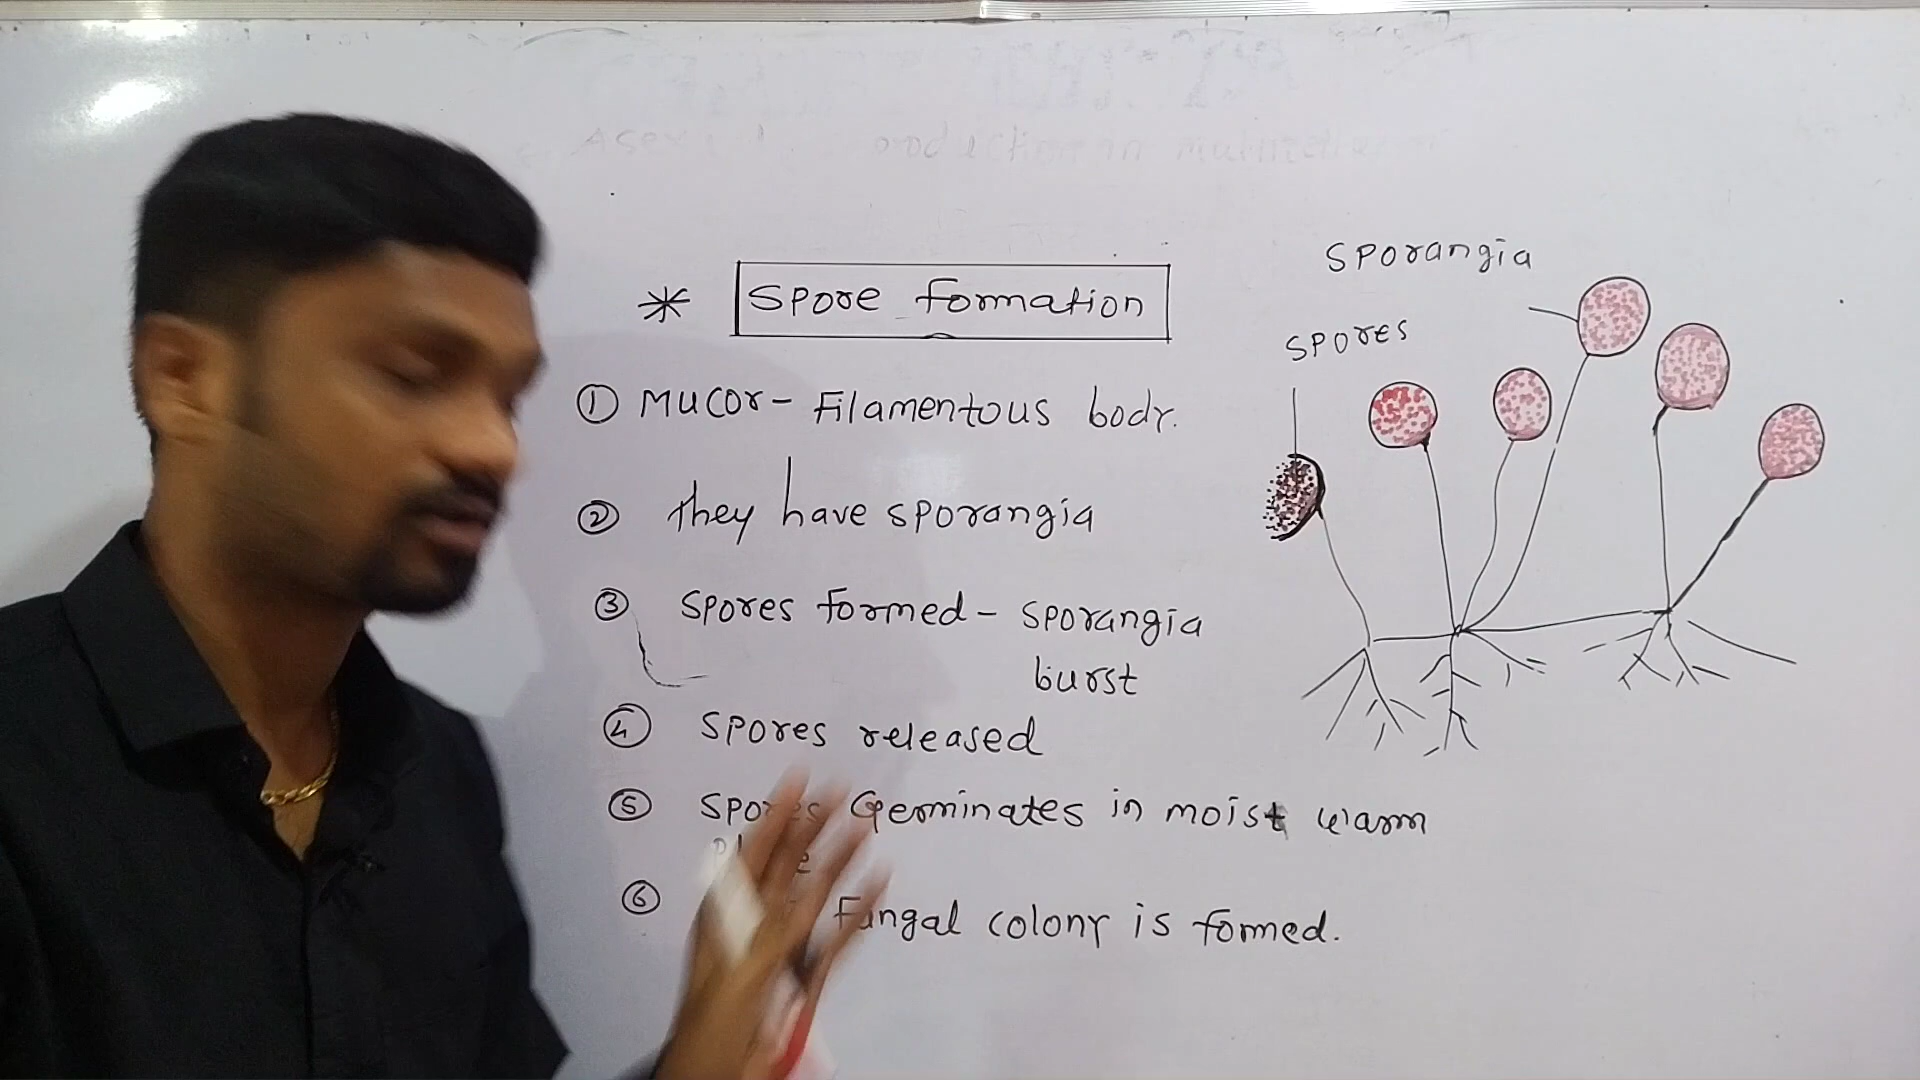 * Spore formation
① Mucor - Filamentous body.
② they have sporangia
③ spores formed - sporangia
burst
④ spores released
⑤ Germinates in moist warm
⑥ Fungal colony is formed.
sporangia
spores